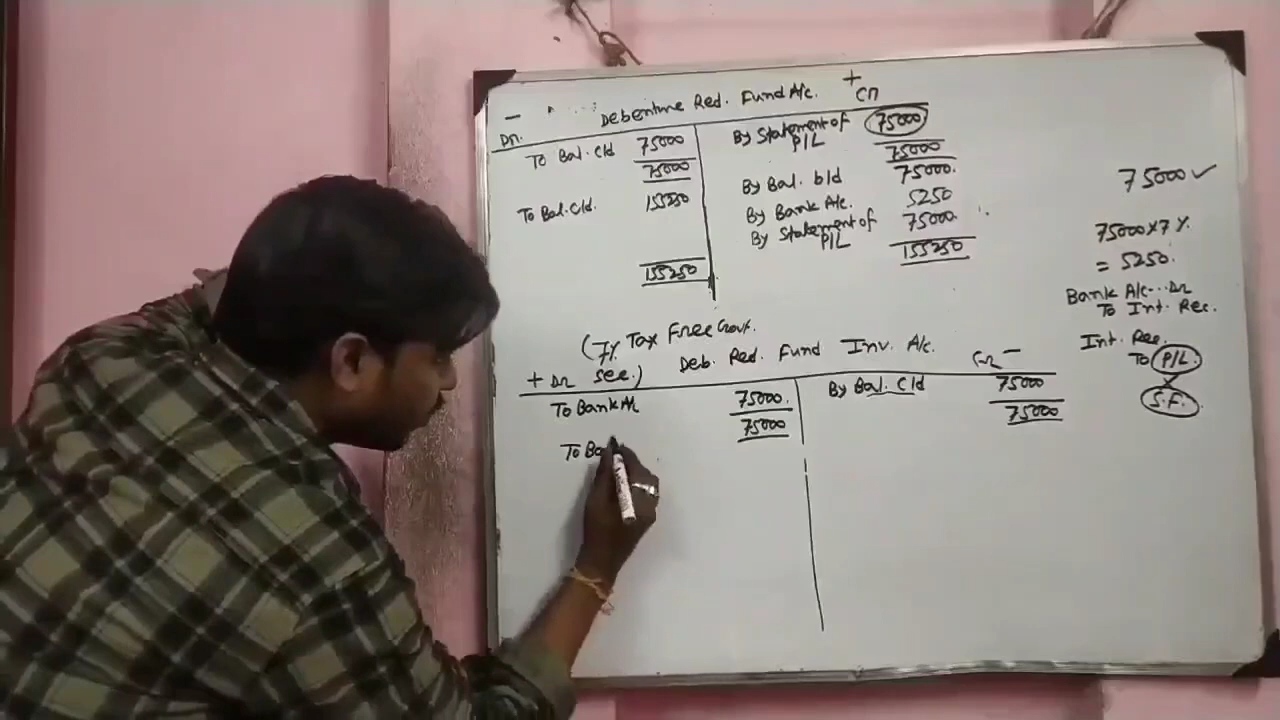 Debenture Red. Fund A/c.
- +
Dr. Cr
To Bal. c/d 75000 By Statement of P/L 75000
75000 75000
To Bal. c/d. 155250 By Bal. b/d 75000.
By Bank A/c. 5250
By Statement of P/L 75000
155250 155250
75000 ✓
75000 x 7 %.
= 5250.
Bank A/c... Dr
To Int. Rec.
Int. Rec.
To P/L
S.F.
(7% Tax Free Govt. Sec.)
Deb. Red. Fund Inv. A/c.
+ Dr Cr -
To Bank A/c 75000. By Bal. c/d 75000
75000 75000
To Ba